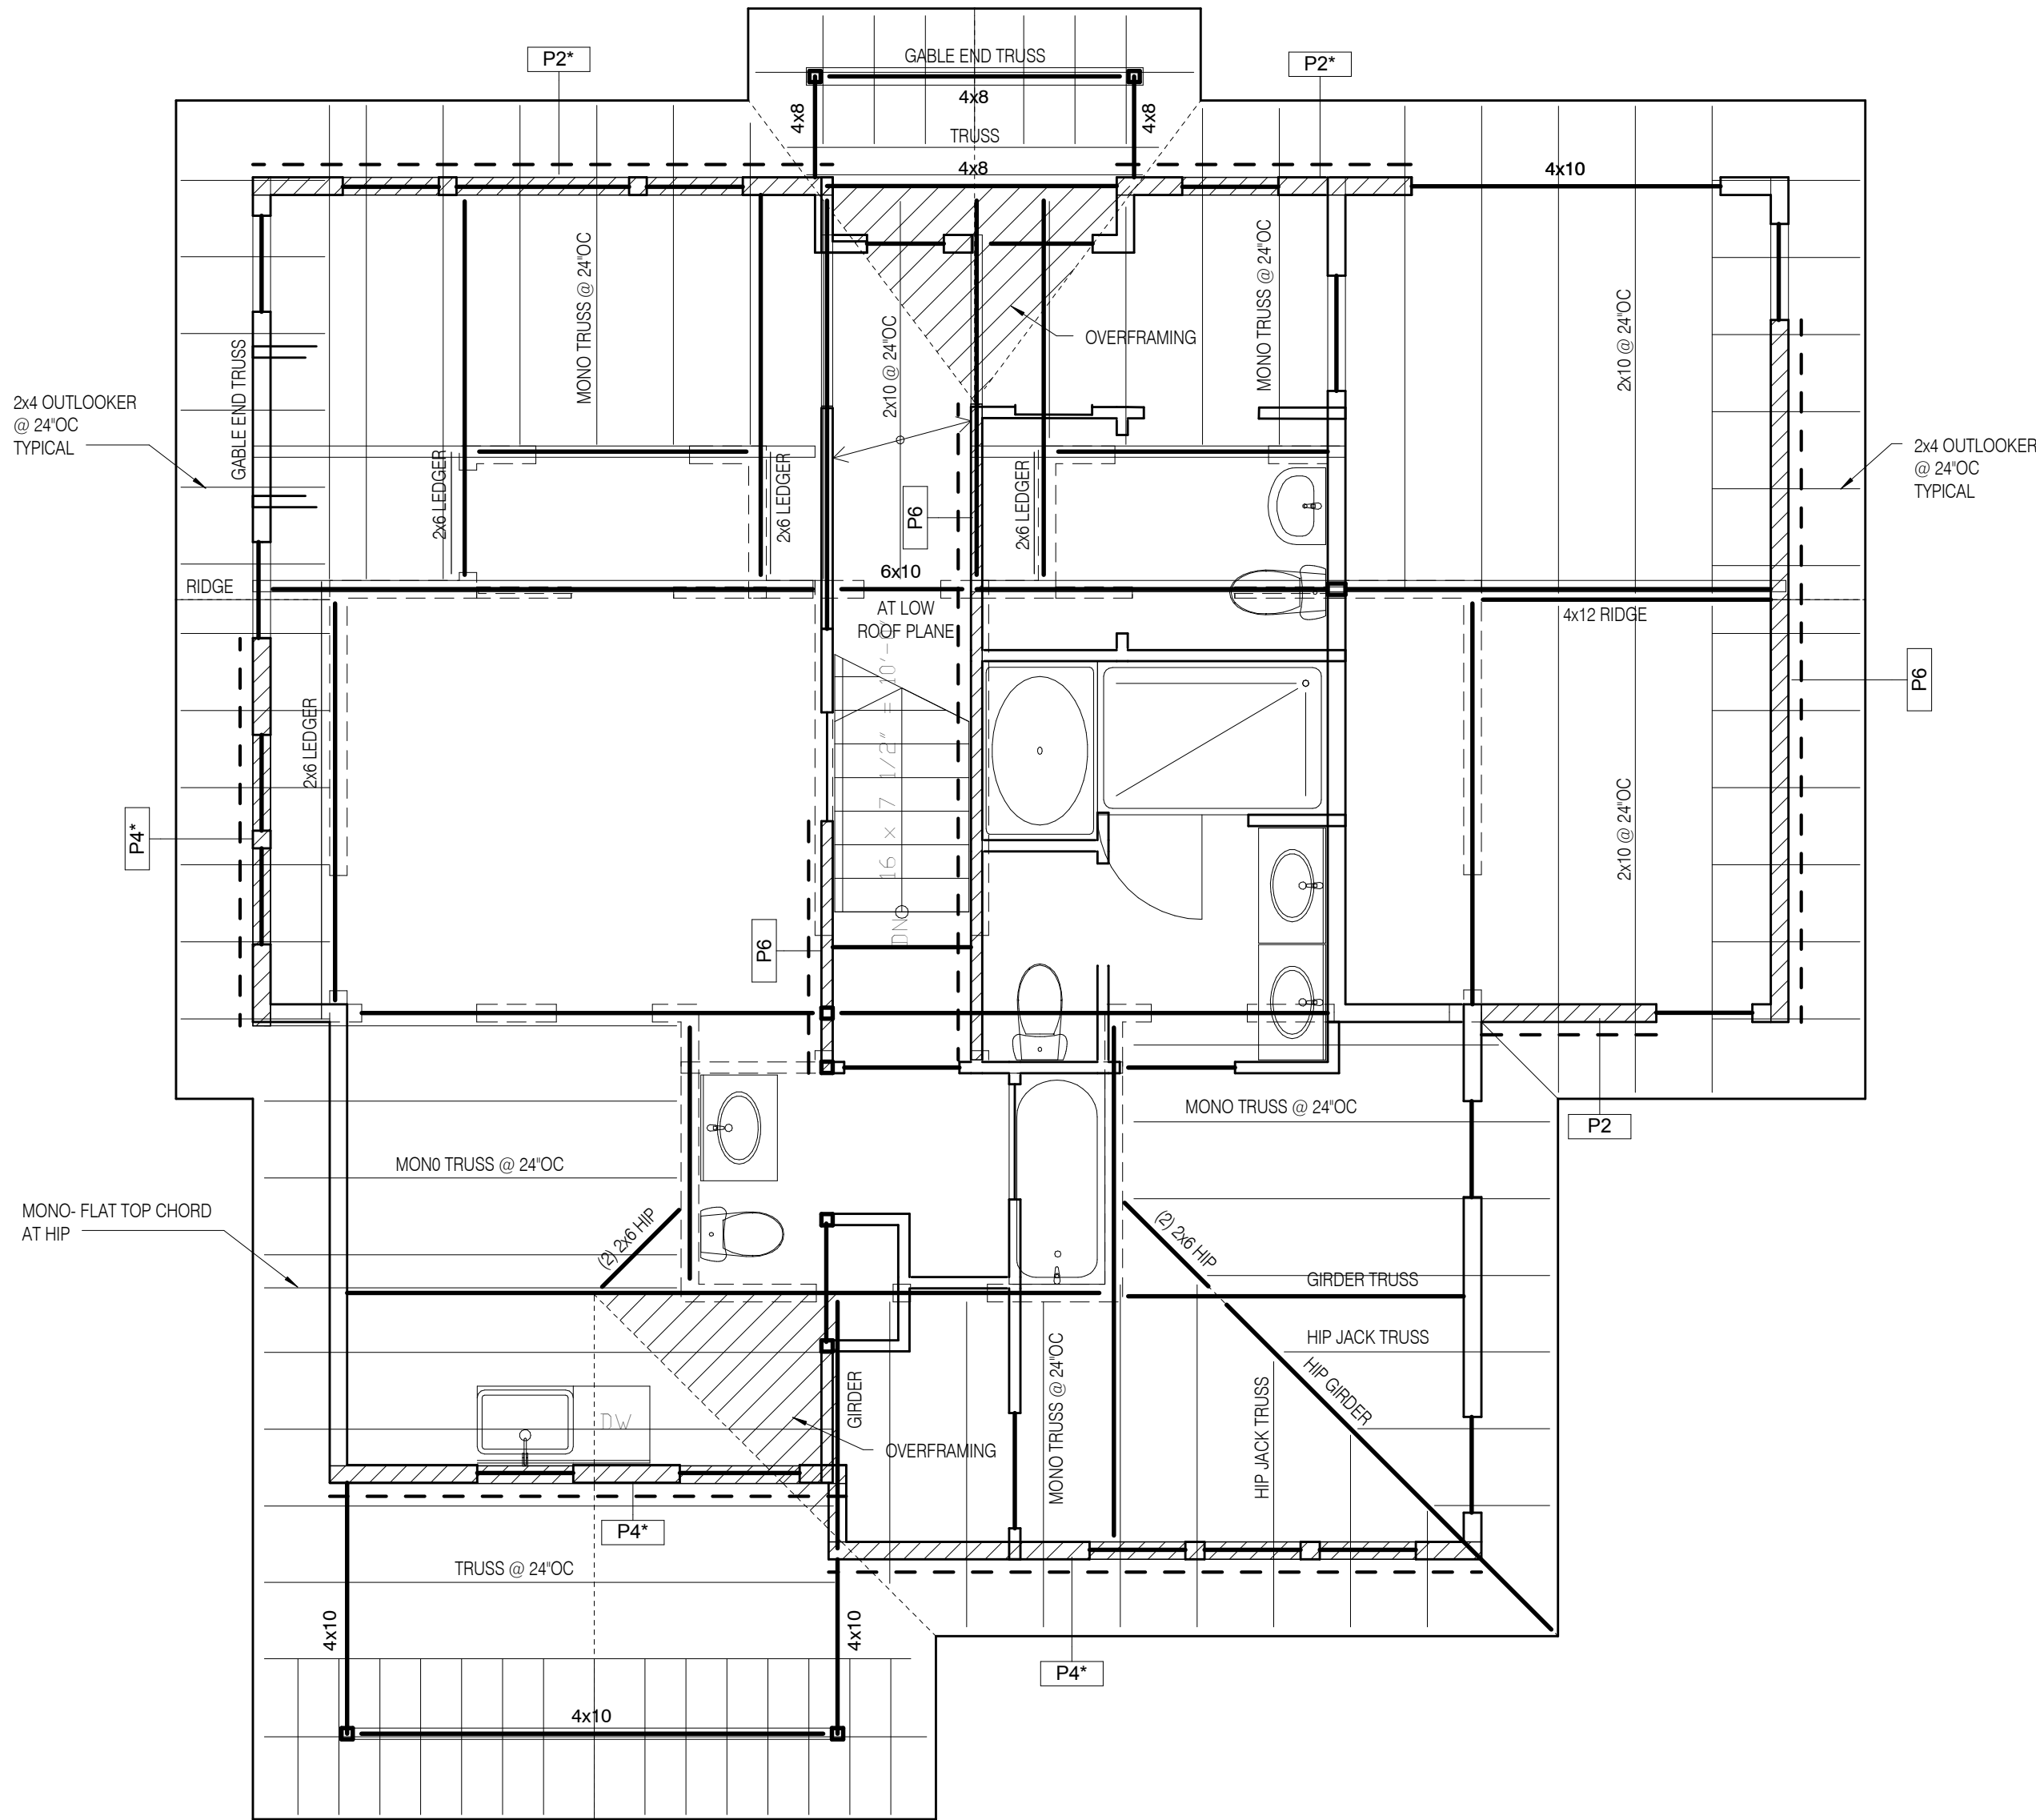 GABLE END TRUSS
P2*
P2*
4x8
4x8
4x8
TRUSS
4x8
4x10
MONO TRUSS @ 24"OC
MONO TRUSS @ 24"OC
2x10 @ 24"OC
2x10 @ 24"OC
OVERFRAMING
GABLE END TRUSS
2x4 OUTLOOKER
@ 24"OC
TYPICAL
2x4 OUTLOOKER
@ 24"OC
TYPICAL
2x6 LEDGER
2x6 LEDGER
P6
2x6 LEDGER
RIDGE
6x10
AT LOW
ROOF PLANE
4x12 RIDGE
16 x 7 1/2" = 10'-0"
DN
2x6 LEDGER
P6
P4*
2x10 @ 24"OC
P6
MONO TRUSS @ 24"OC
P2
MON0 TRUSS @ 24"OC
MONO- FLAT TOP CHORD
AT HIP
(2) 2x6 HIP
(2) 2x6 HIP
GIRDER TRUSS
HIP JACK TRUSS
HIP GIRDER
GIRDER
MONO TRUSS @ 24"OC
HIP JACK TRUSS
DW
OVERFRAMING
P4*
TRUSS @ 24"OC
4x10
4x10
P4*
4x10